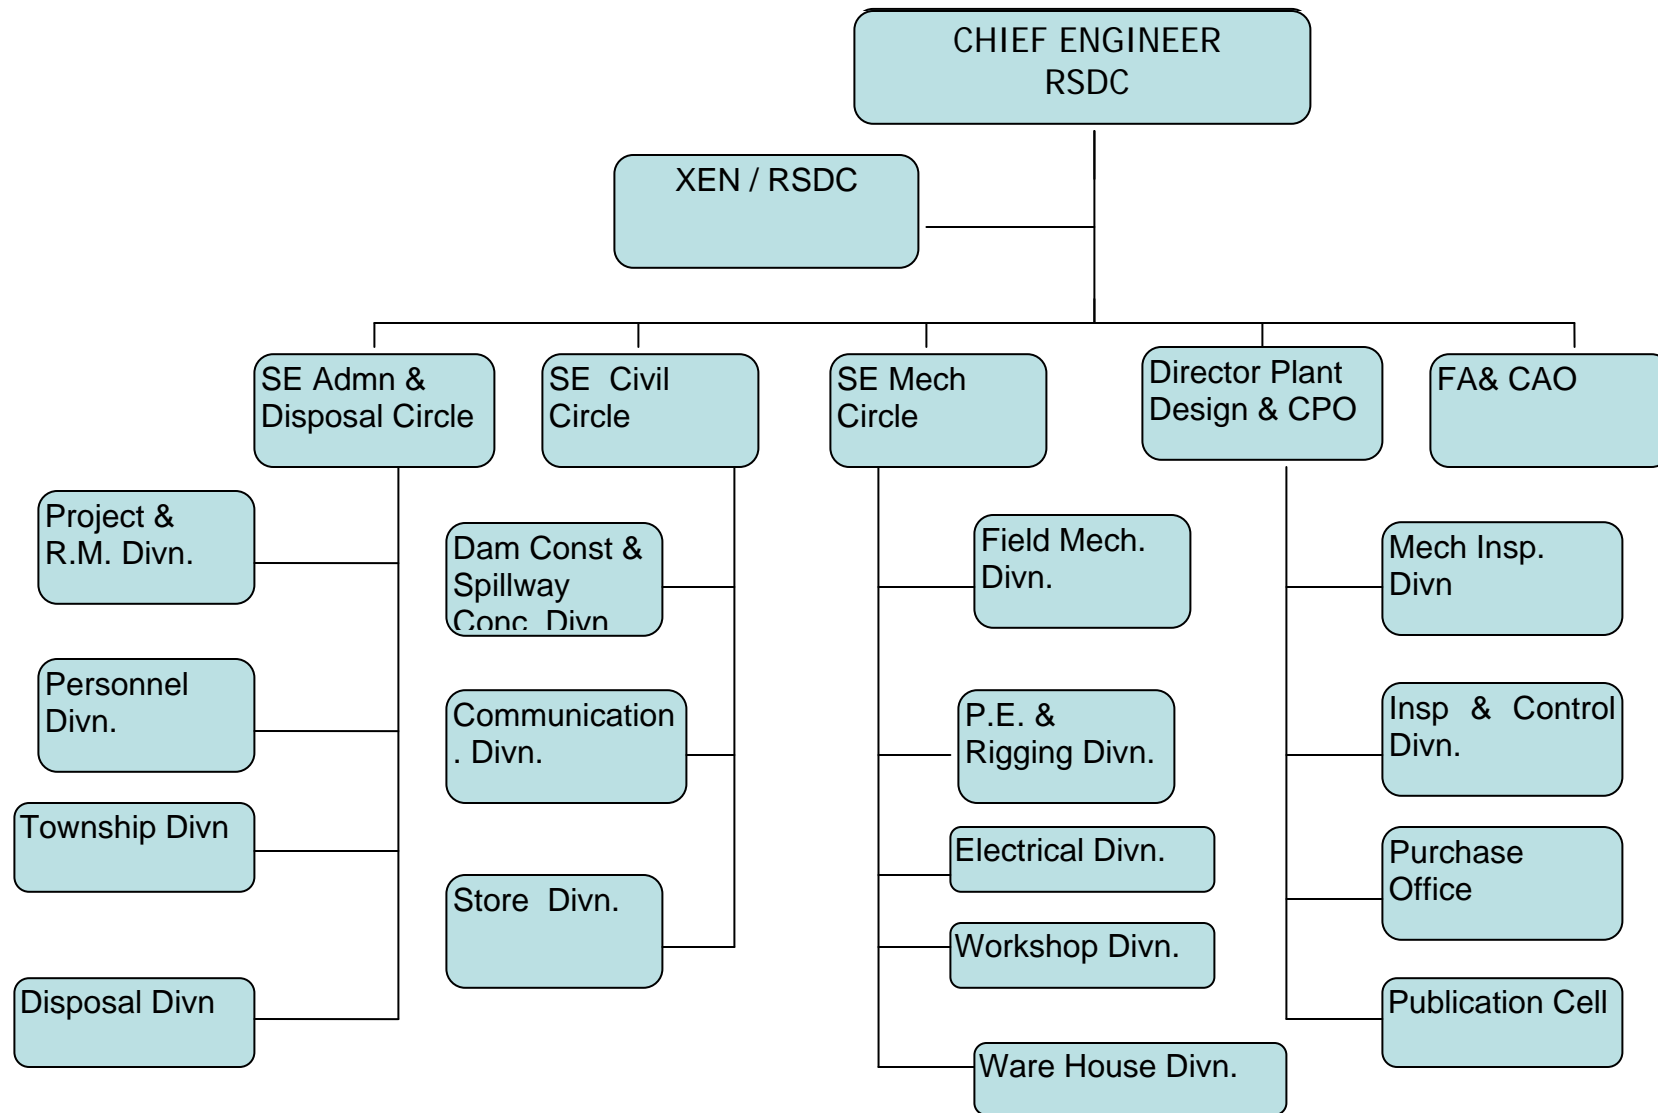 CHIEF ENGINEER
RSDC
XEN / RSDC
SE Admn &
Disposal Circle
SE Civil
Circle
SE Mech
Circle
Director Plant
Design & CPO
FA& CAO
Project &
R.M. Divn.
Personnel
Divn.
Township Divn
Disposal Divn
Dam Const &
Spillway
Conc. Divn
Communication
. Divn.
Store Divn.
Field Mech.
Divn.
P.E. &
Rigging Divn.
Electrical Divn.
Workshop Divn.
Ware House Divn.
Mech Insp.
Divn
Insp & Control
Divn.
Purchase
Office
Publication Cell